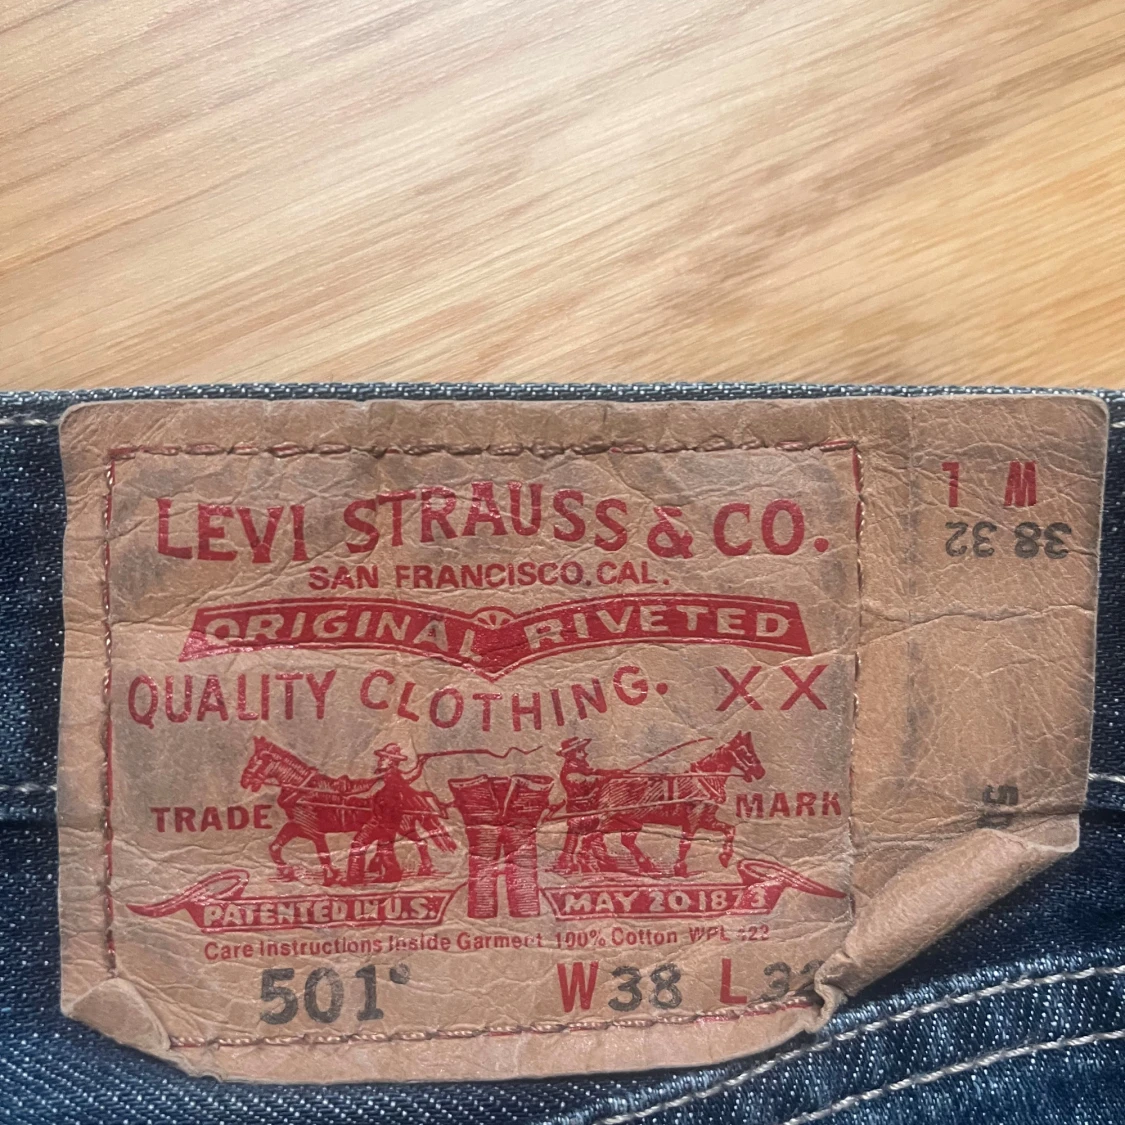 LEVI STRAUSS & CO.
SAN FRANCISCO. CAL.
ORIGINAL RIVETED
QUALITY CLOTHING. XX
TRADE MARK
PATENTED IN U.S. MAY 20 1873
Care Instructions Inside Garment 100% Cotton WPL 423
501® W38 L32
W L
38 32